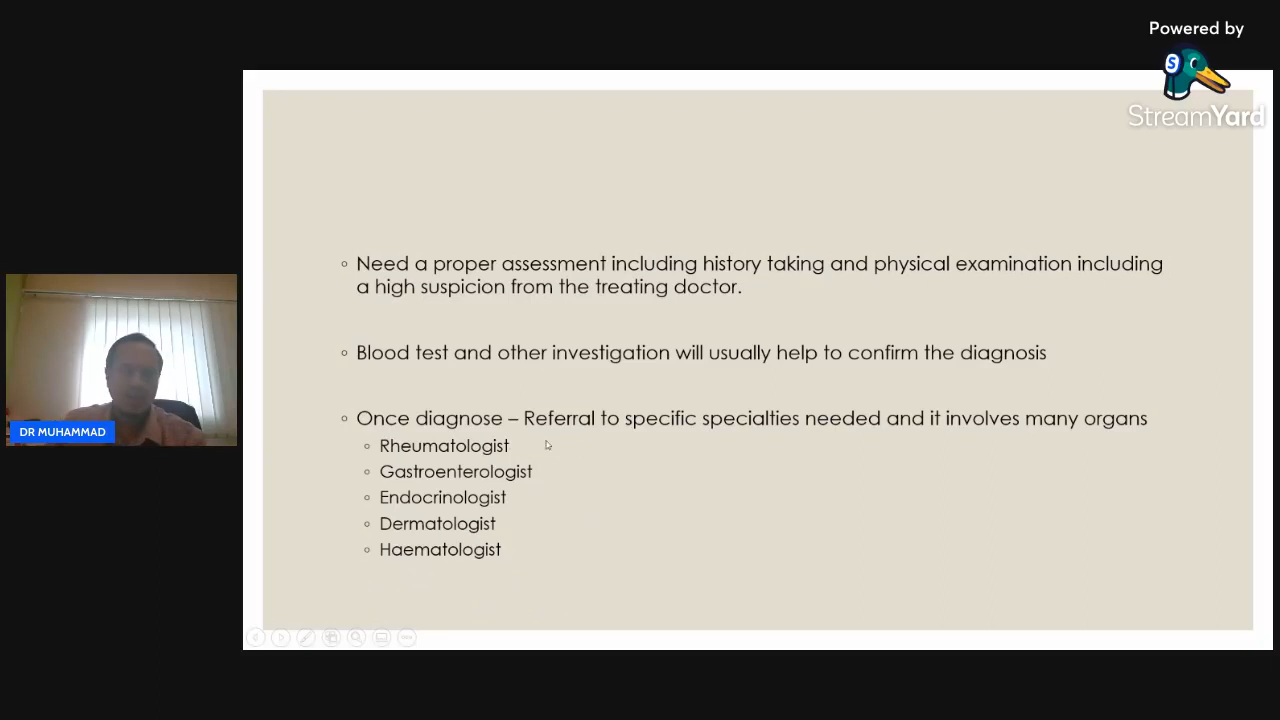 Powered by
StreamYard
Need a proper assessment including history taking and physical examination including
a high suspicion from the treating doctor.
Blood test and other investigation will usually help to confirm the diagnosis
Once diagnose – Referral to specific specialties needed and it involves many organs
Rheumatologist
Gastroenterologist
Endocrinologist
Dermatologist
Haematologist
DR MUHAMMAD